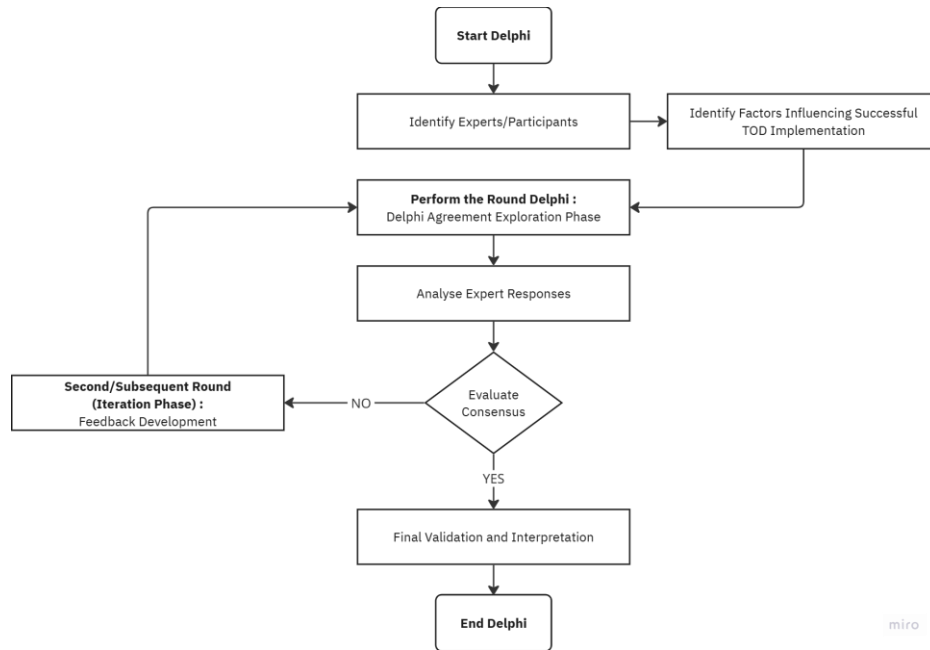 Start Delphi
Identify Experts/Participants
Identify Factors Influencing Successful
TOD Implementation
Perform the Round Delphi :
Delphi Agreement Exploration Phase
Analyse Expert Responses
Second/Subsequent Round
(Iteration Phase) :
Feedback Development
NO
Evaluate
Consensus
YES
Final Validation and Interpretation
End Delphi
miro